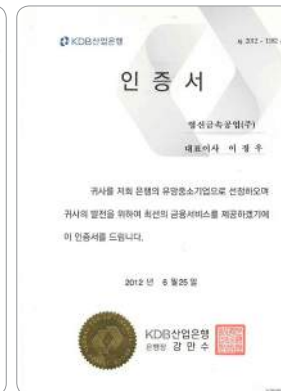 KDB산업은행
제 2012 -
인 증 서
영신금속공업(주)
대표이사 이 정 우
귀사를 저희 은행의 유망중소기업으로 선정하오며
귀사의 발전을 위하여 최선의 금융서비스를 제공하겠기에
이 인증서를 드립니다.
2012 년 6 월25 일
KDB산업은행
은행장 강 만 수